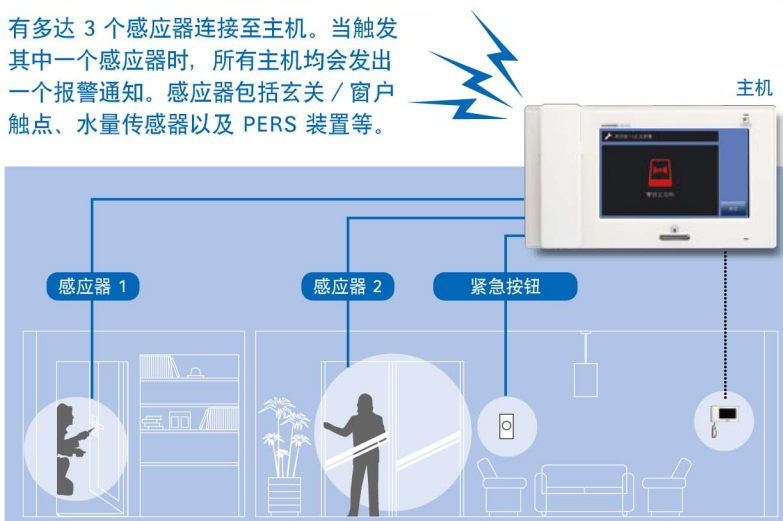 有多达 3 个感应器连接至主机。当触发
其中一个感应器时，所有主机均会发出
一个报警通知。感应器包括玄关 / 窗户
触点、水量传感器以及 PERS 装置等。
主机
感应器 1
感应器 2
紧急按钮